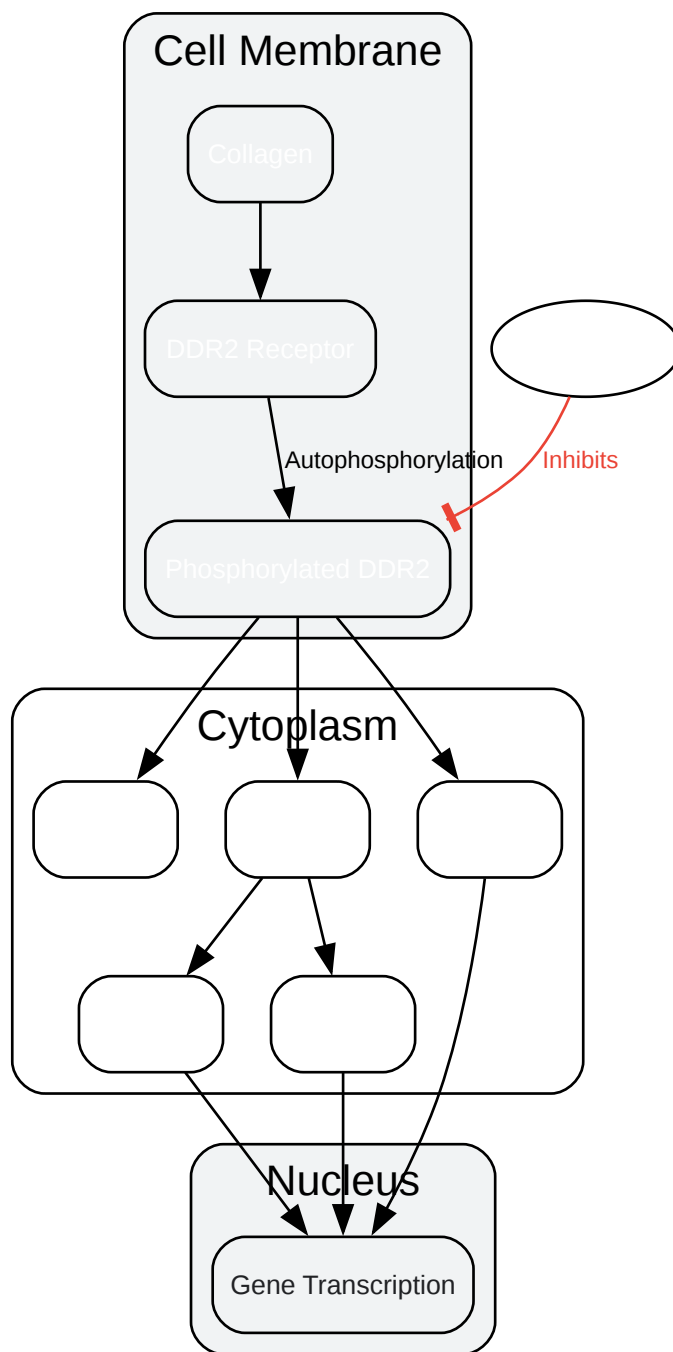 Cell Membrane
Collagen
DDR2 Receptor
Autophosphorylation
Inhibits
Phosphorylated DDR2
Cytoplasm
Nucleus
Gene Transcription